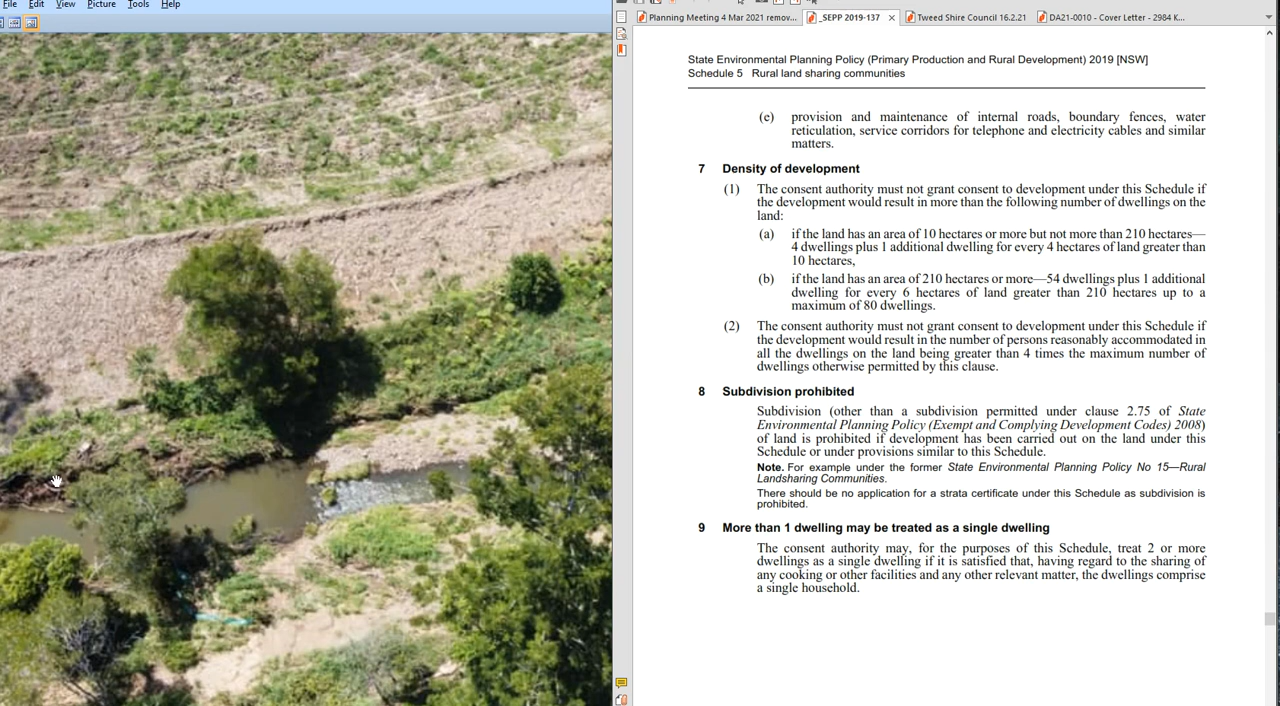 File Edit View Picture Tools Help
Planning Meeting 4 Mar 2021 remov... _SEPP 2019-137 Tweed Shire Council 16.2.21 DA21-0010 - Cover Letter - 2984 K...
State Environmental Planning Policy (Primary Production and Rural Development) 2019 [NSW]
Schedule 5 Rural land sharing communities
(e) provision and maintenance of internal roads, boundary fences, water
reticulation, service corridors for telephone and electricity cables and similar
matters.
7 Density of development
(1) The consent authority must not grant consent to development under this Schedule if
the development would result in more than the following number of dwellings on the
land:
(a) if the land has an area of 10 hectares or more but not more than 210 hectares—
4 dwellings plus 1 additional dwelling for every 4 hectares of land greater than
10 hectares,
(b) if the land has an area of 210 hectares or more—54 dwellings plus 1 additional
dwelling for every 6 hectares of land greater than 210 hectares up to a
maximum of 80 dwellings.
(2) The consent authority must not grant consent to development under this Schedule if
the development would result in the number of persons reasonably accommodated in
all the dwellings on the land being greater than 4 times the maximum number of
dwellings otherwise permitted by this clause.
8 Subdivision prohibited
Subdivision (other than a subdivision permitted under clause 2.75 of State
Environmental Planning Policy (Exempt and Complying Development Codes) 2008)
of land is prohibited if development has been carried out on the land under this
Schedule or under provisions similar to this Schedule.
Note. For example under the former State Environmental Planning Policy No 15—Rural
Landsharing Communities.
There should be no application for a strata certificate under this Schedule as subdivision is
prohibited.
9 More than 1 dwelling may be treated as a single dwelling
The consent authority may, for the purposes of this Schedule, treat 2 or more
dwellings as a single dwelling if it is satisfied that, having regard to the sharing of
any cooking or other facilities and any other relevant matter, the dwellings comprise
a single household.